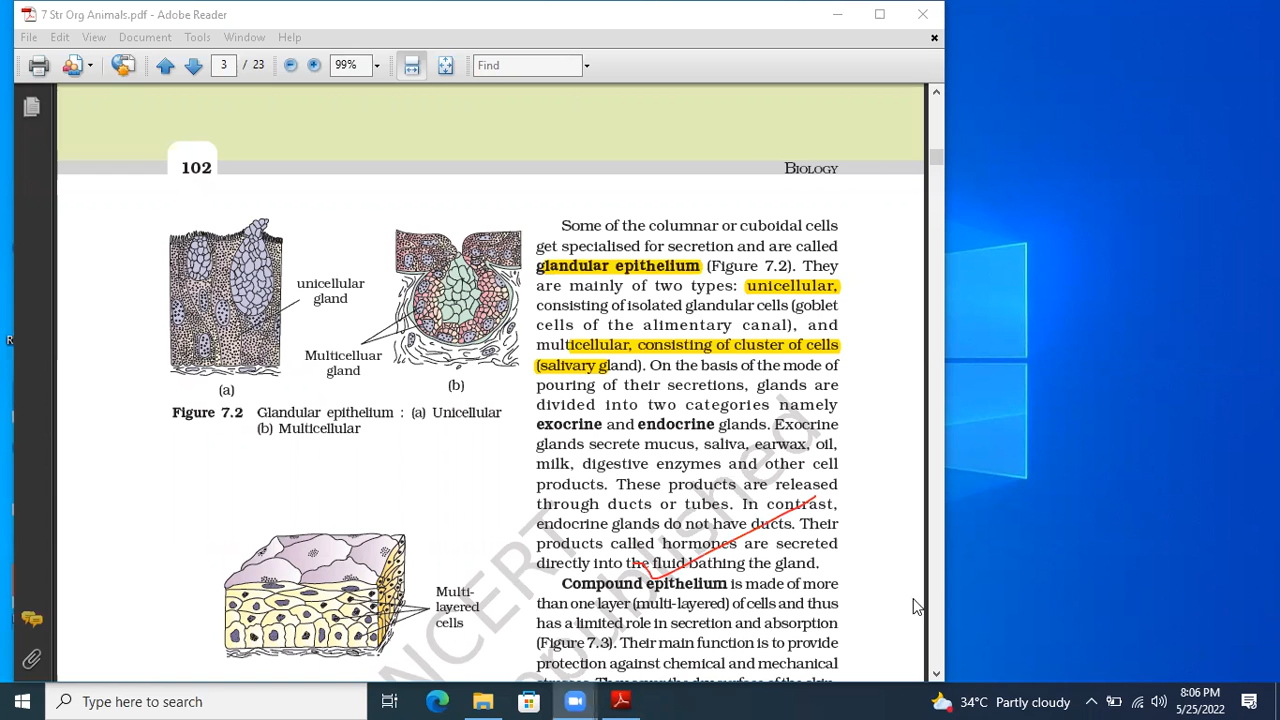 7 Str Org Animals.pdf - Adobe Reader
File Edit View Document Tools Window Help
3 / 23 99% Find
102
BIOLOGY
unicellular
gland
Multicelluar
gland
(a)
(b)
Figure 7.2 Glandular epithelium : (a) Unicellular
(b) Multicellular
Multi-
layered
cells
Some of the columnar or cuboidal cells
get specialised for secretion and are called
glandular epithelium (Figure 7.2). They
are mainly of two types: unicellular,
consisting of isolated glandular cells (goblet
cells of the alimentary canal), and
multicellular, consisting of cluster of cells
(salivary gland). On the basis of the mode of
pouring of their secretions, glands are
divided into two categories namely
exocrine and endocrine glands. Exocrine
glands secrete mucus, saliva, earwax, oil,
milk, digestive enzymes and other cell
products. These products are released
through ducts or tubes. In contrast,
endocrine glands do not have ducts. Their
products called hormones are secreted
directly into the fluid bathing the gland.
Compound epithelium is made of more
than one layer (multi-layered) of cells and thus
has a limited role in secretion and absorption
(Figure 7.3). Their main function is to provide
protection against chemical and mechanical
NCERT
Type here to search
34°C Partly cloudy
8:06 PM
5/25/2022